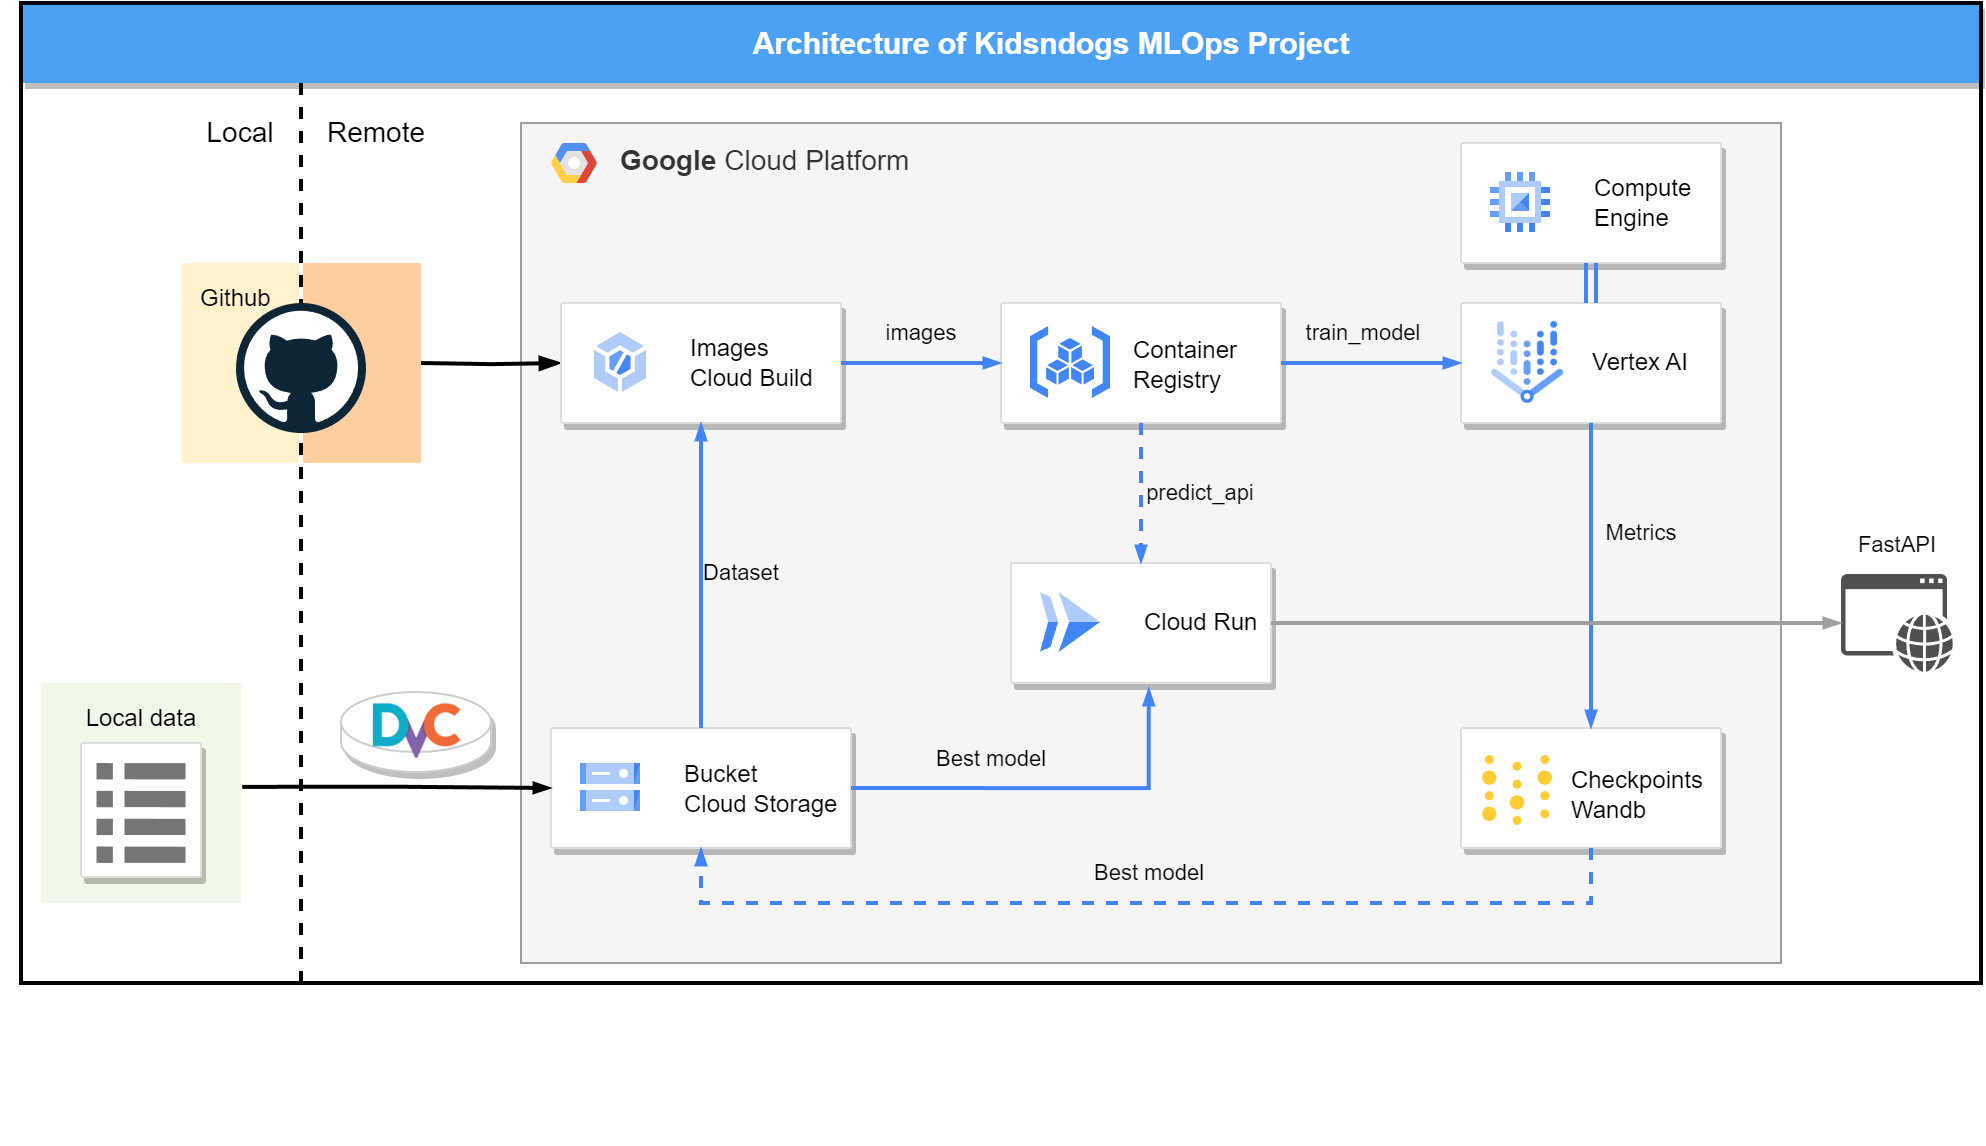 Architecture of Kidsndogs MLOps Project
Local
Remote
Google Cloud Platform
Compute
Engine
Github
Images
Cloud Build
images
Container
Registry
train_model
Vertex AI
predict_api
Metrics
FastAPI
Dataset
Cloud Run
Local data
DVC
Bucket
Cloud Storage
Best model
Checkpoints
Wandb
Best model